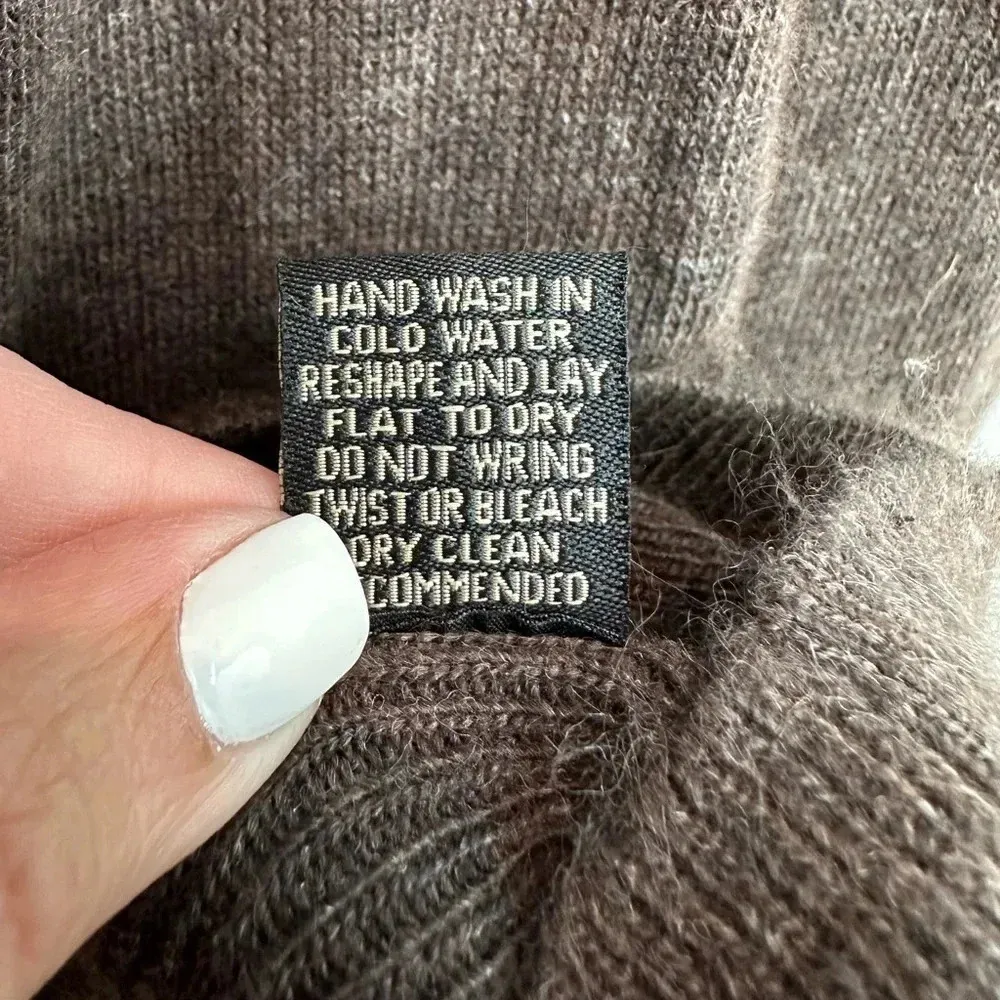 HAND WASH IN
COLD WATER
RESHAPE AND LAY
FLAT TO DRY
DO NOT WRING
TWIST OR BLEACH
DRY CLEAN
COMMENDED